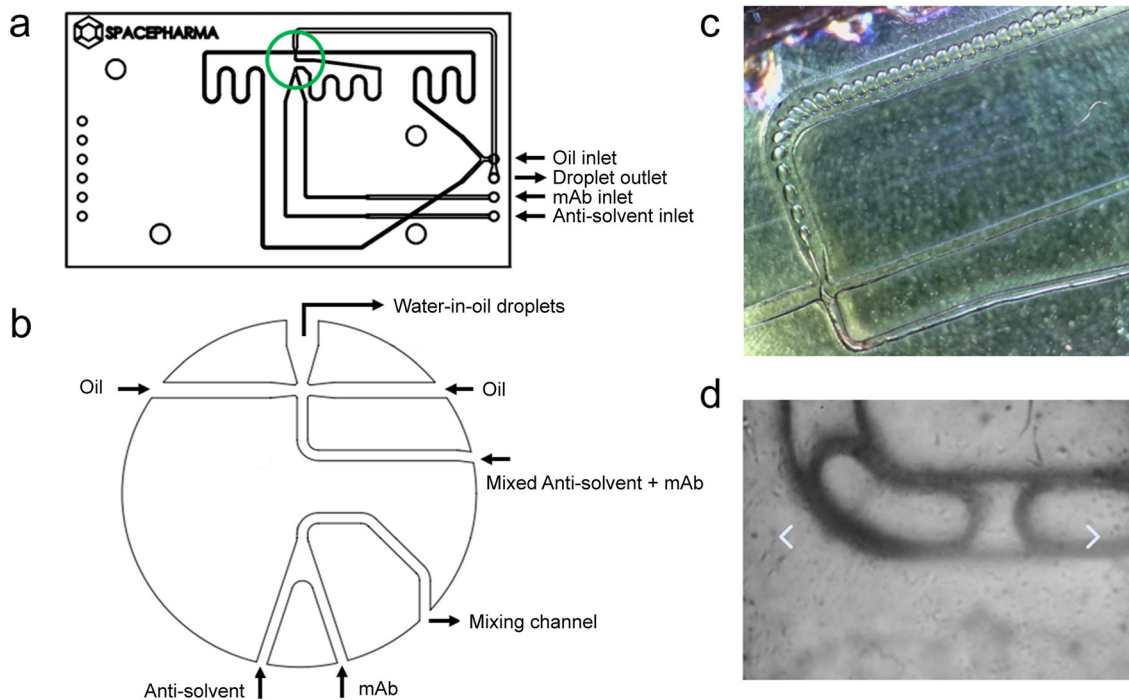 a
SPACEPHARMA
Oil inlet
Droplet outlet
mAb inlet
Anti-solvent inlet
b
Water-in-oil droplets
Oil
Oil
Mixed Anti-solvent + mAb
Mixing channel
Anti-solvent
mAb
c
d